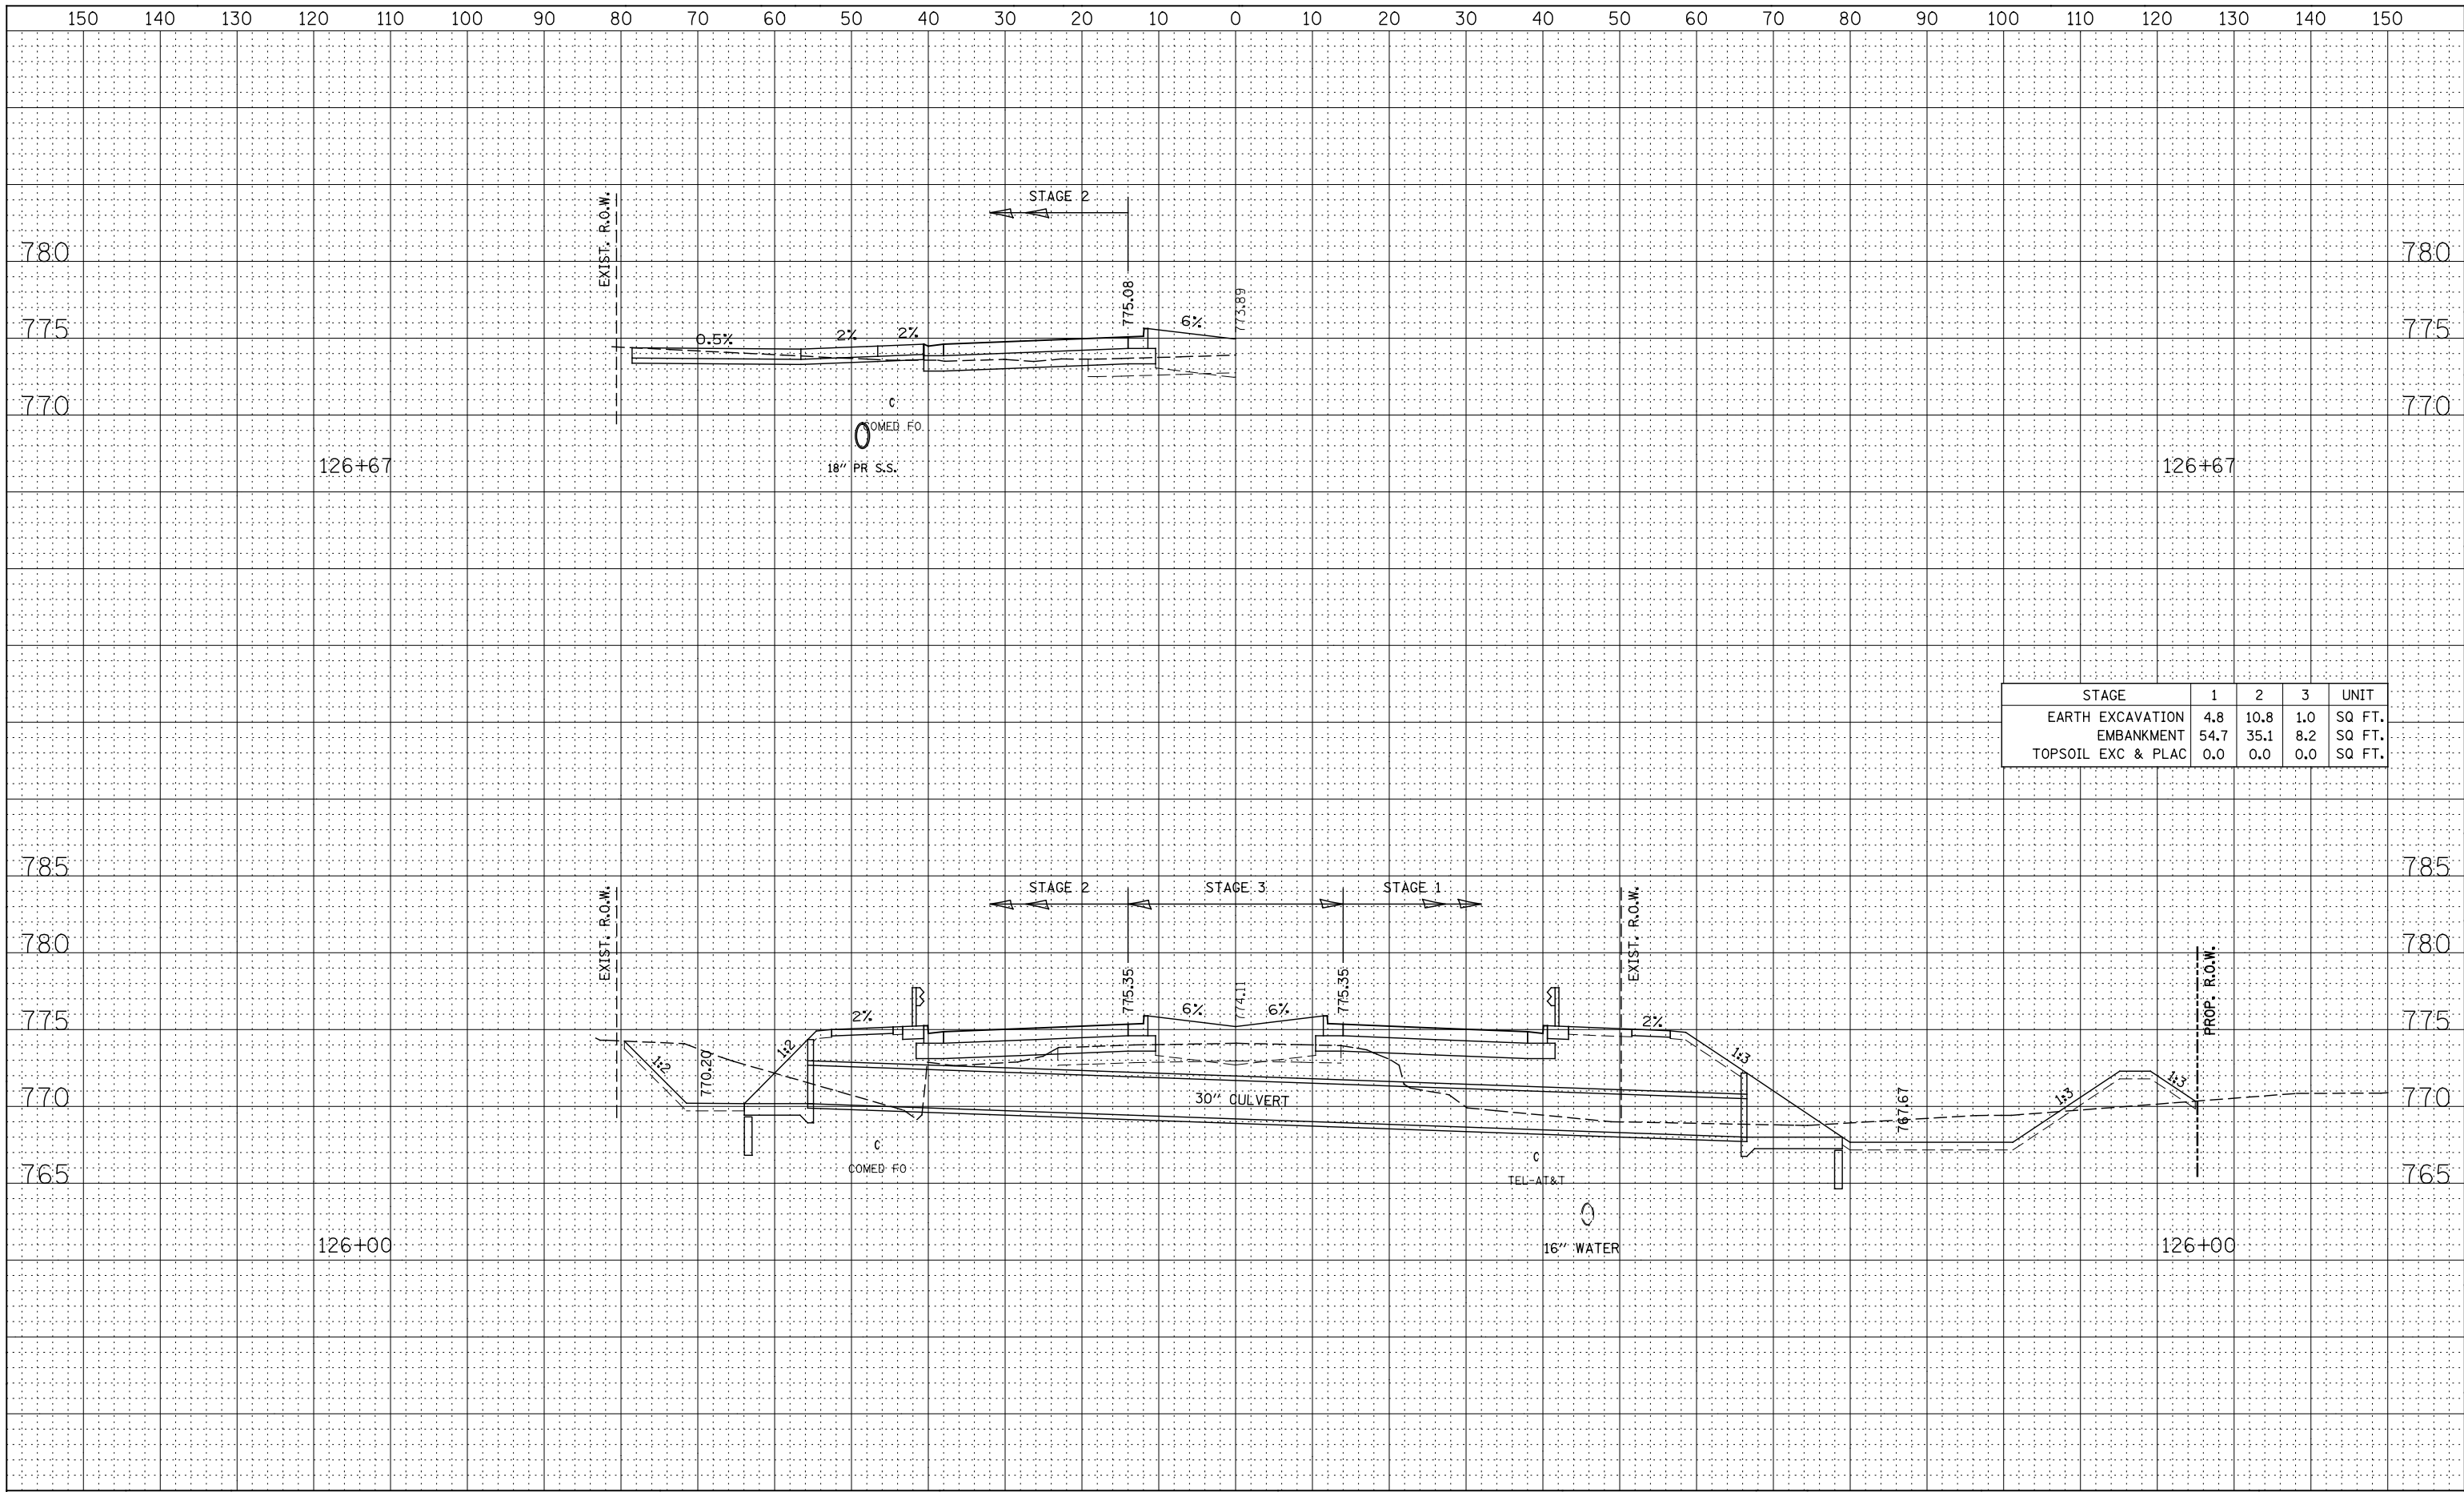 150 140 130 120 110 100 90 80 70 60 50 40 30 20 10 0 10 20 30 40 50 60 70 80 90 100 110 120 130 140 150
EXIST. R.O.W.
STAGE 2
780 780
775.08
773.89
775 0.5% 2% 2% 6% 775
770 770
COMED FO
18" PR S.S.
126+67 126+67
STAGE 1 2 3 UNIT
EARTH EXCAVATION 4.8 10.8 1.0 SQ FT.
EMBANKMENT 54.7 35.1 8.2 SQ FT.
TOPSOIL EXC & PLAC 0.0 0.0 0.0 SQ FT.
785 785
EXIST. R.O.W.
STAGE 2 STAGE 3 STAGE 1
EXIST. R.O.W.
780 780
PROP. R.O.W.
775.35
774.11
775.35
775 2% 6% 6% 2% 775
1:2
770.20
1:2
1:3
1:3
1:3
767.67
770 30" CULVERT 770
C
COMED FO
C
TEL-AT&T
765 765
16" WATER
126+00 126+00